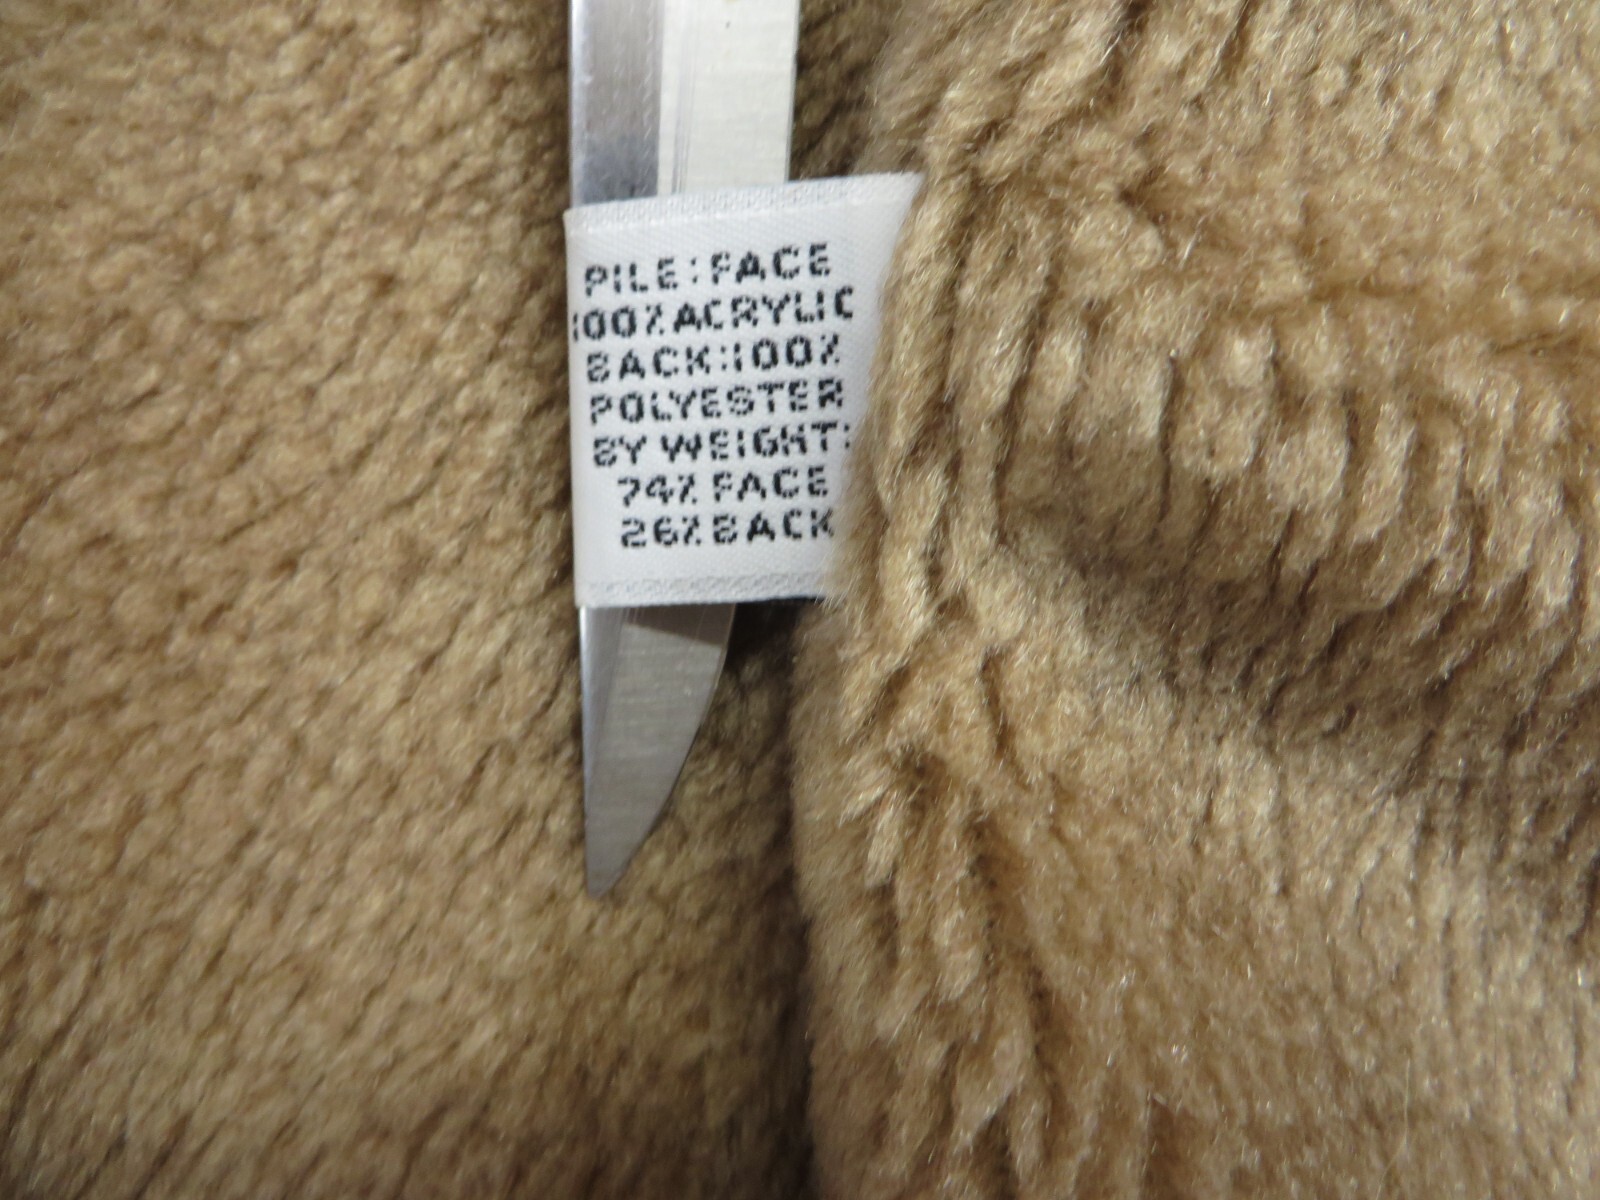 PILE:FACE
100%ACRYLIC
BACK:100%
POLYESTER
BY WEIGHT:
74% FACE
26% BACK